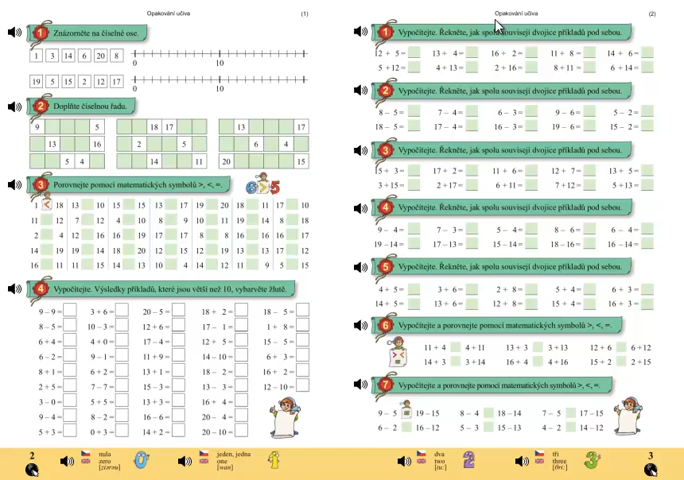 Opakování učiva
(1)
1 Znázorněte na číselné ose.
1 3 14 6 20 8
0 10
19 5 15 2 12 17
0 10
2 Doplňte číselnou řadu.
9 5 18 17 13 17
13 16 2 5 6 4
5 4 14 11 20 15
3 Porovnejte pomocí matematických symbolů >, <, =.
4 Vypočítejte. Výsledky příkladů, které jsou větší než 10, vybarvěte žlutě.
9 – 9 = 3 + 6 = 20 – 5 = 18 + 2 = 18 – 5 =
8 – 5 = 10 – 3 = 12 + 6 = 17 – 1 = 1 + 8 =
6 + 4 = 4 + 0 = 17 – 4 = 12 + 5 = 15 – 5 =
6 – 2 = 9 – 1 = 11 + 9 = 14 – 10 = 6 + 3 =
8 + 1 = 6 + 2 = 13 + 1 = 18 – 2 = 16 + 2 =
2 + 5 = 7 – 7 = 15 – 3 = 13 – 3 = 12 – 10 =
3 – 0 = 5 + 5 = 13 + 3 = 16 + 4 =
9 – 4 = 8 – 2 = 16 – 6 = 20 – 4 =
5 + 3 = 0 + 3 = 14 + 2 = 20 – 10 =
2
nula
zero
jeden, jedna
one
[wan]
Opakování učiva
(2)
1 Vypočítejte. Řekněte, jak spolu souvisejí dvojice příkladů pod sebou.
12 + 5 = 13 + 4 = 16 + 2 = 11 + 8 = 14 + 6 =
5 + 12 = 4 + 13 = 2 + 16 = 8 + 11 = 6 + 14 =
2 Vypočítejte. Řekněte, jak spolu souvisejí dvojice příkladů pod sebou.
8 – 5 = 7 – 4 = 6 – 3 = 9 – 6 = 5 – 2 =
18 – 5 = 17 – 4 = 16 – 3 = 19 – 6 = 15 – 2 =
3 Vypočítejte. Řekněte, jak spolu souvisejí dvojice příkladů pod sebou.
15 + 3 = 17 + 2 = 11 + 6 = 12 + 7 = 13 + 5 =
3 + 15 = 2 + 17 = 6 + 11 = 7 + 12 = 5 + 13 =
4 Vypočítejte. Řekněte, jak spolu souvisejí dvojice příkladů pod sebou.
9 – 4 = 7 – 3 = 5 – 4 = 8 – 6 = 6 – 4 =
19 – 14 = 17 – 13 = 15 – 14 = 18 – 16 = 16 – 14 =
5 Vypočítejte. Řekněte, jak spolu souvisejí dvojice příkladů pod sebou.
4 + 5 = 3 + 6 = 2 + 8 = 5 + 4 = 6 + 3 =
14 + 5 = 13 + 6 = 12 + 8 = 15 + 4 = 16 + 3 =
6 Vypočítejte a porovnejte pomocí matematických symbolů >, <, =.
11 + 4 4 + 11 13 + 3 3 + 13 12 + 6 6 + 12
14 + 3 3 + 14 16 + 4 4 + 16 15 + 2 2 + 15
7 Vypočítejte a porovnejte pomocí matematických symbolů >, <, =.
9 – 5 19 – 15 8 – 4 18 – 14 7 – 5 17 – 15
6 – 2 16 – 12 5 – 3 15 – 13 4 – 2 14 – 12
dva
two
[tu:]
tři
three
[θri:]
3